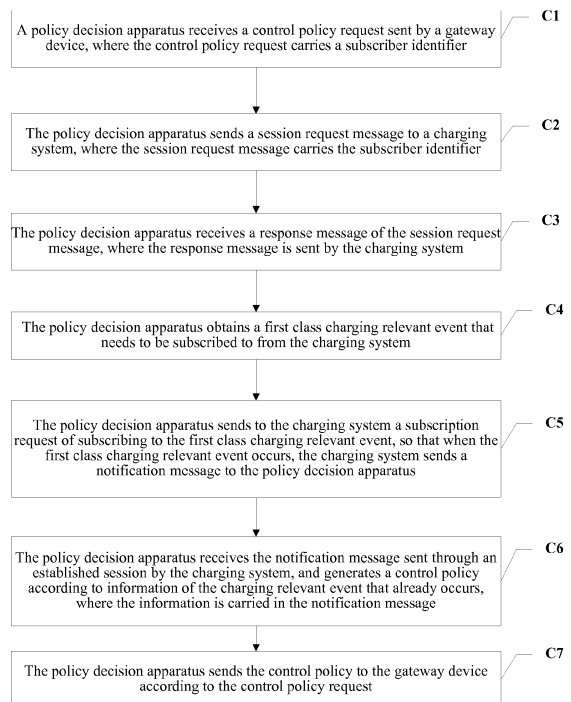 C1
A policy decision apparatus receives a control policy request sent by a gateway
device, where the control policy request carries a subscriber identifier
C2
The policy decision apparatus sends a session request message to a charging
system, where the session request message carries the subscriber identifier
C3
The policy decision apparatus receives a response message of the session request
message, where the response message is sent by the charging system
C4
The policy decision apparatus obtains a first class charging relevant event that
needs to be subscribed to from the charging system
C5
The policy decision apparatus sends to the charging system a subscription
request of subscribing to the first class charging relevant event, so that when the
first class charging relevant event occurs, the charging system sends a
notification message to the policy decision apparatus
C6
The policy decision apparatus receives the notification message sent through an
established session by the charging system, and generates a control policy
according to information of the charging relevant event that already occurs,
where the information is carried in the notification message
C7
The policy decision apparatus sends the control policy to the gateway device
according to the control policy request